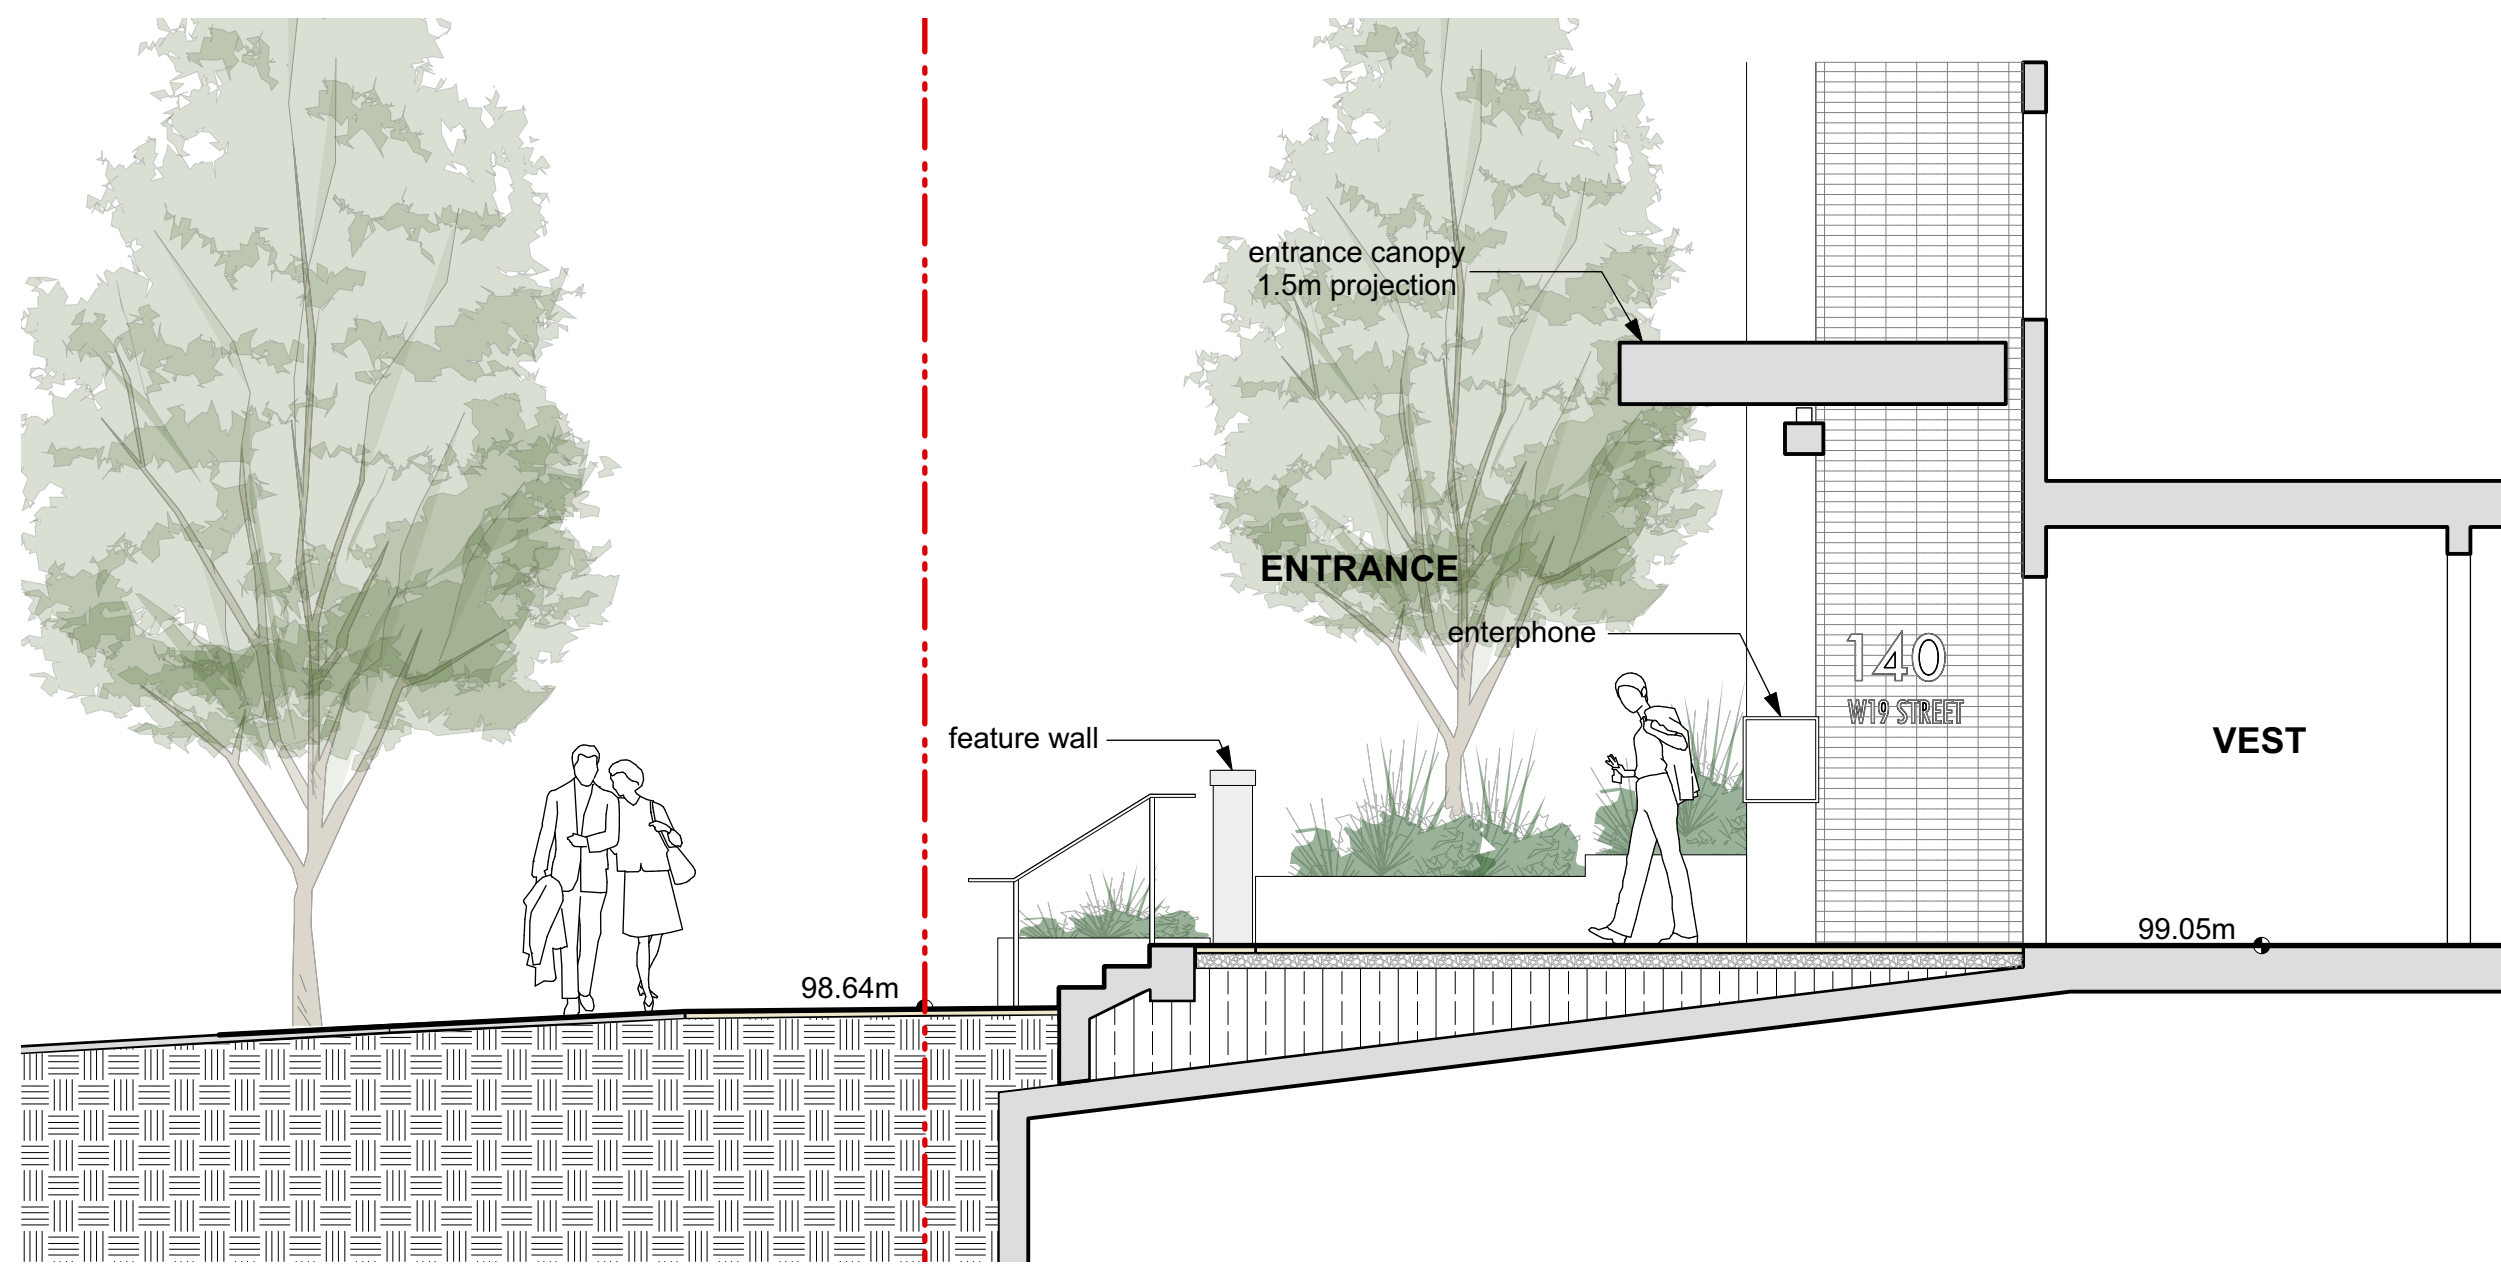 entrance canopy
1.5m projection
ENTRANCE
enterphone
140
W19 STREET
feature wall
VEST
99.05m
98.64m